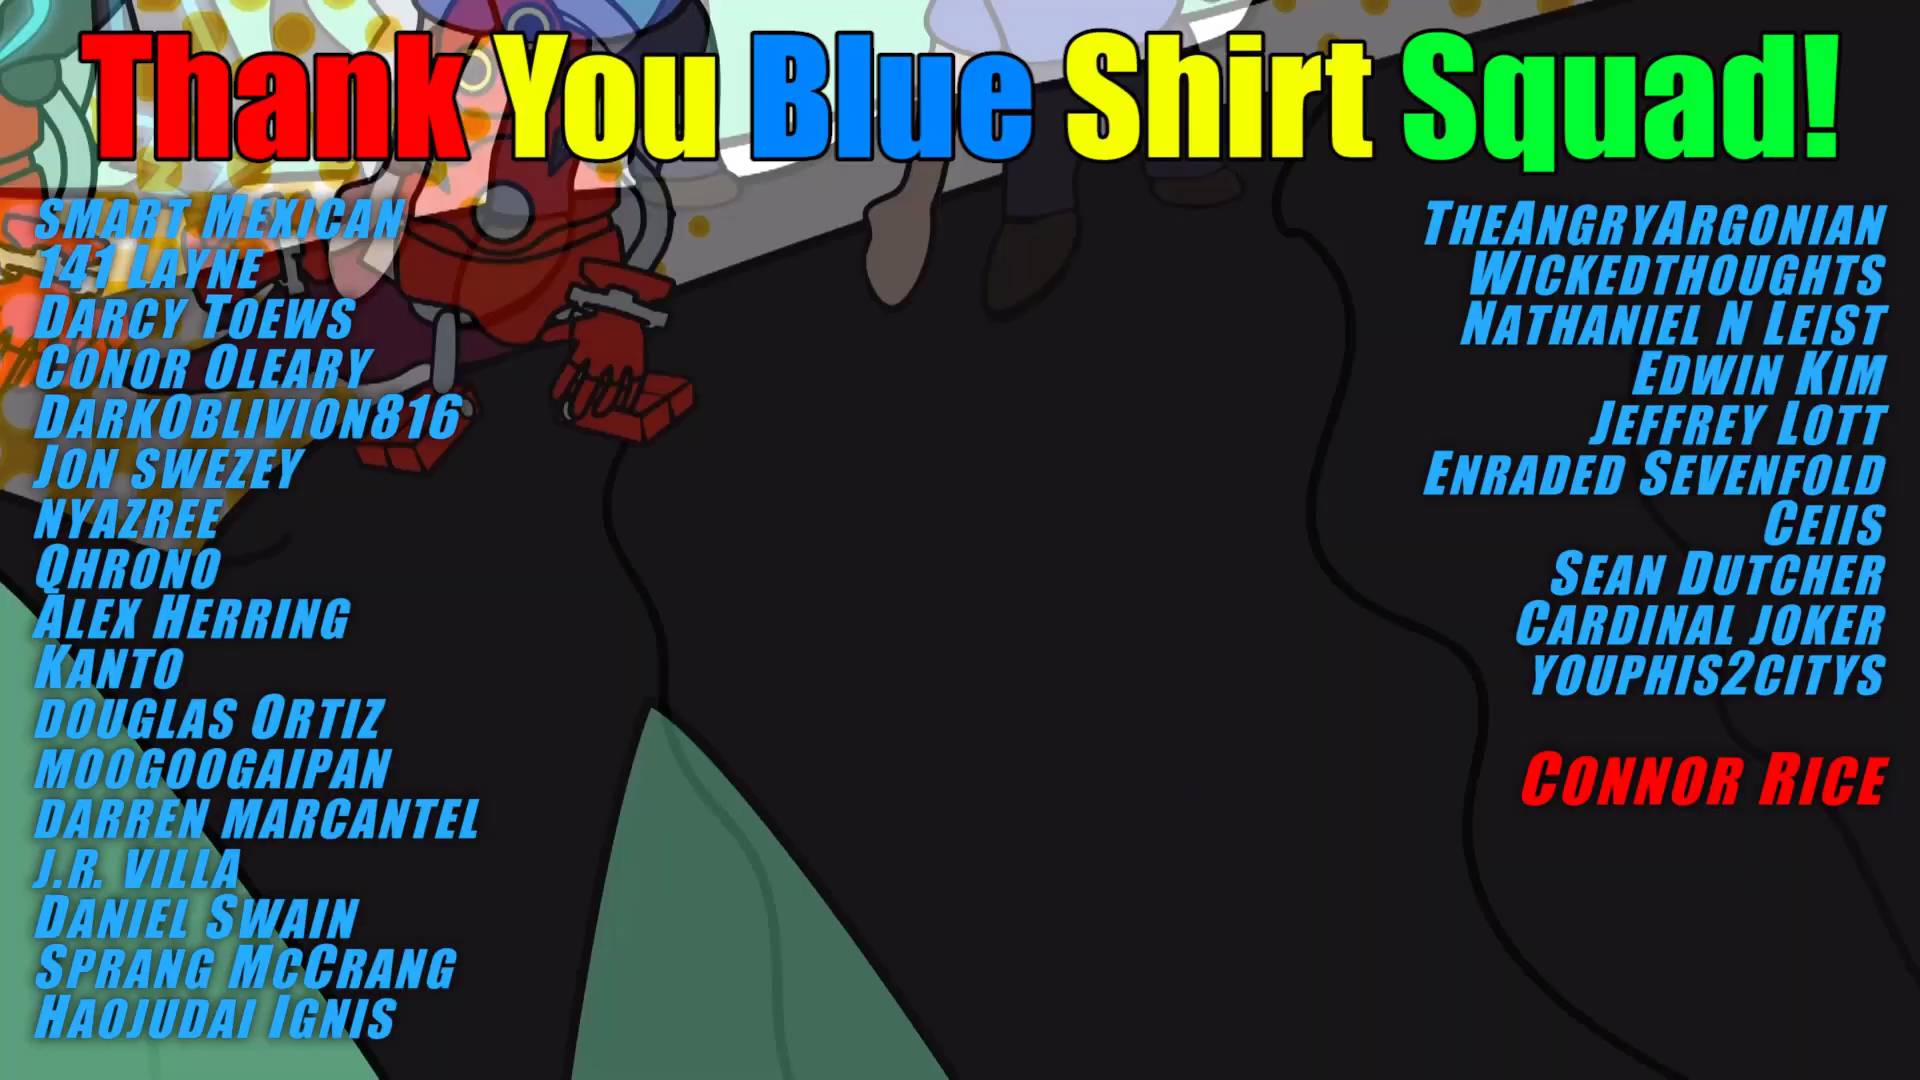 Thank You Blue Shirt Squad!
smart Mexican
141 Layne
Darcy Toews
Conor Oleary
DarkOblivion816
Jon swezey
nyazree
Qhrono
Alex Herring
Kanto
douglas Ortiz
moogoogaipan
darren marcantel
J.R. Villa
Daniel Swain
Sprang McCrang
Haojudai Ignis
TheAngryArgonian
Wickedthoughts
Nathaniel N Leist
Edwin Kim
Jeffrey Lott
Enraded Sevenfold
Ceiis
Sean Dutcher
Cardinal joker
youphis2citys
Connor Rice